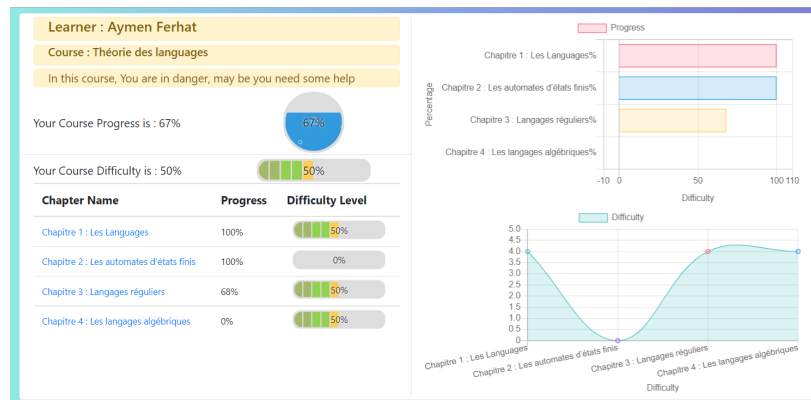 Learner : Aymen Ferhat
Course : Théorie des languages
In this course, You are in danger, may be you need some help
Your Course Progress is : 67%
67%
Your Course Difficulty is : 50%
50%
Chapter Name Progress Difficulty Level
Chapitre 1 : Les Languages 100% 50%
Chapitre 2 : Les automates d'états finis 100% 0%
Chapitre 3 : Langages réguliers 68% 50%
Chapitre 4 : Les langages algébriques 0% 50%
Progress
Percentage
Chapitre 1 : Les Languages%
Chapitre 2 : Les automates d'états finis%
Chapitre 3 : Langages réguliers%
Chapitre 4 : Les langages algébriques%
-10 0 50 100 110
Difficulty
Difficulty
5.0
4.5
4.0
3.5
3.0
2.5
2.0
1.5
1.0
0.5
0
Chapitre 1 : Les Languages
Chapitre 2 : Les automates d'états finis
Chapitre 3 : Langages réguliers
Chapitre 4 : Les langages algébriques
Difficulty